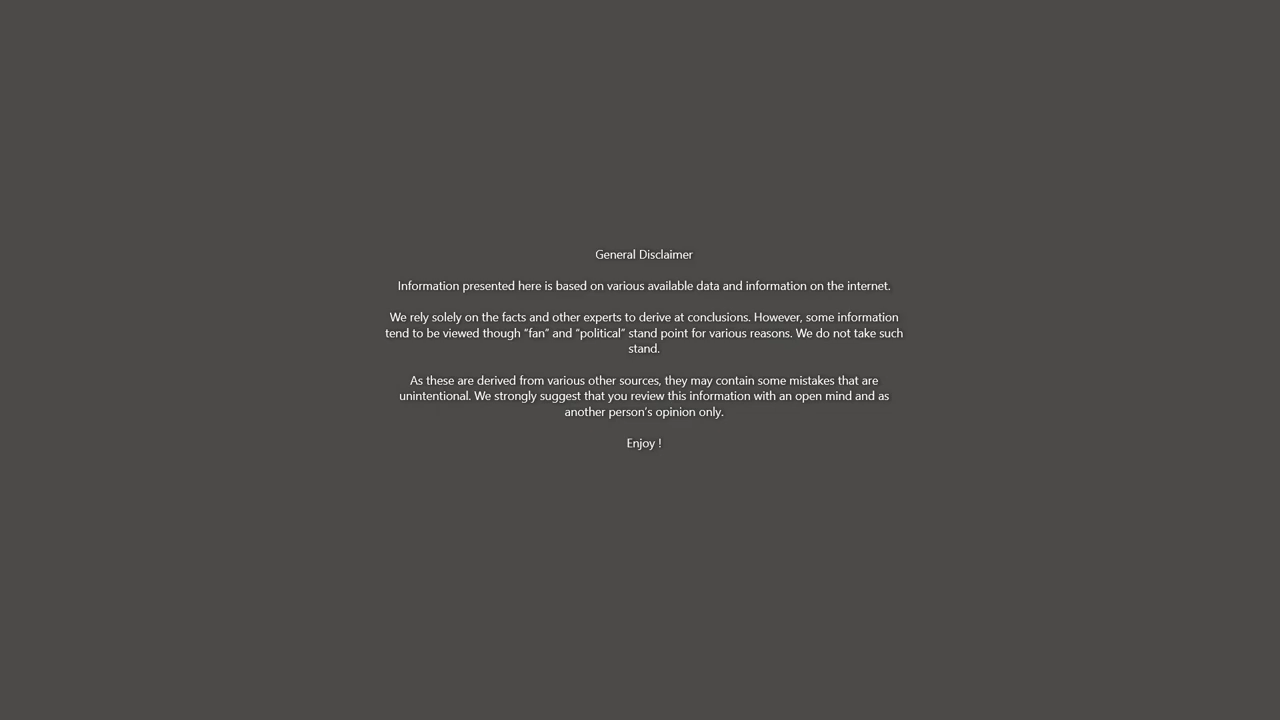 General Disclaimer
Information presented here is based on various available data and information on the internet.
We rely solely on the facts and other experts to derive at conclusions. However, some information
tend to be viewed though “fan” and “political” stand point for various reasons. We do not take such
stand.
As these are derived from various other sources, they may contain some mistakes that are
unintentional. We strongly suggest that you review this information with an open mind and as
another person’s opinion only.
Enjoy !